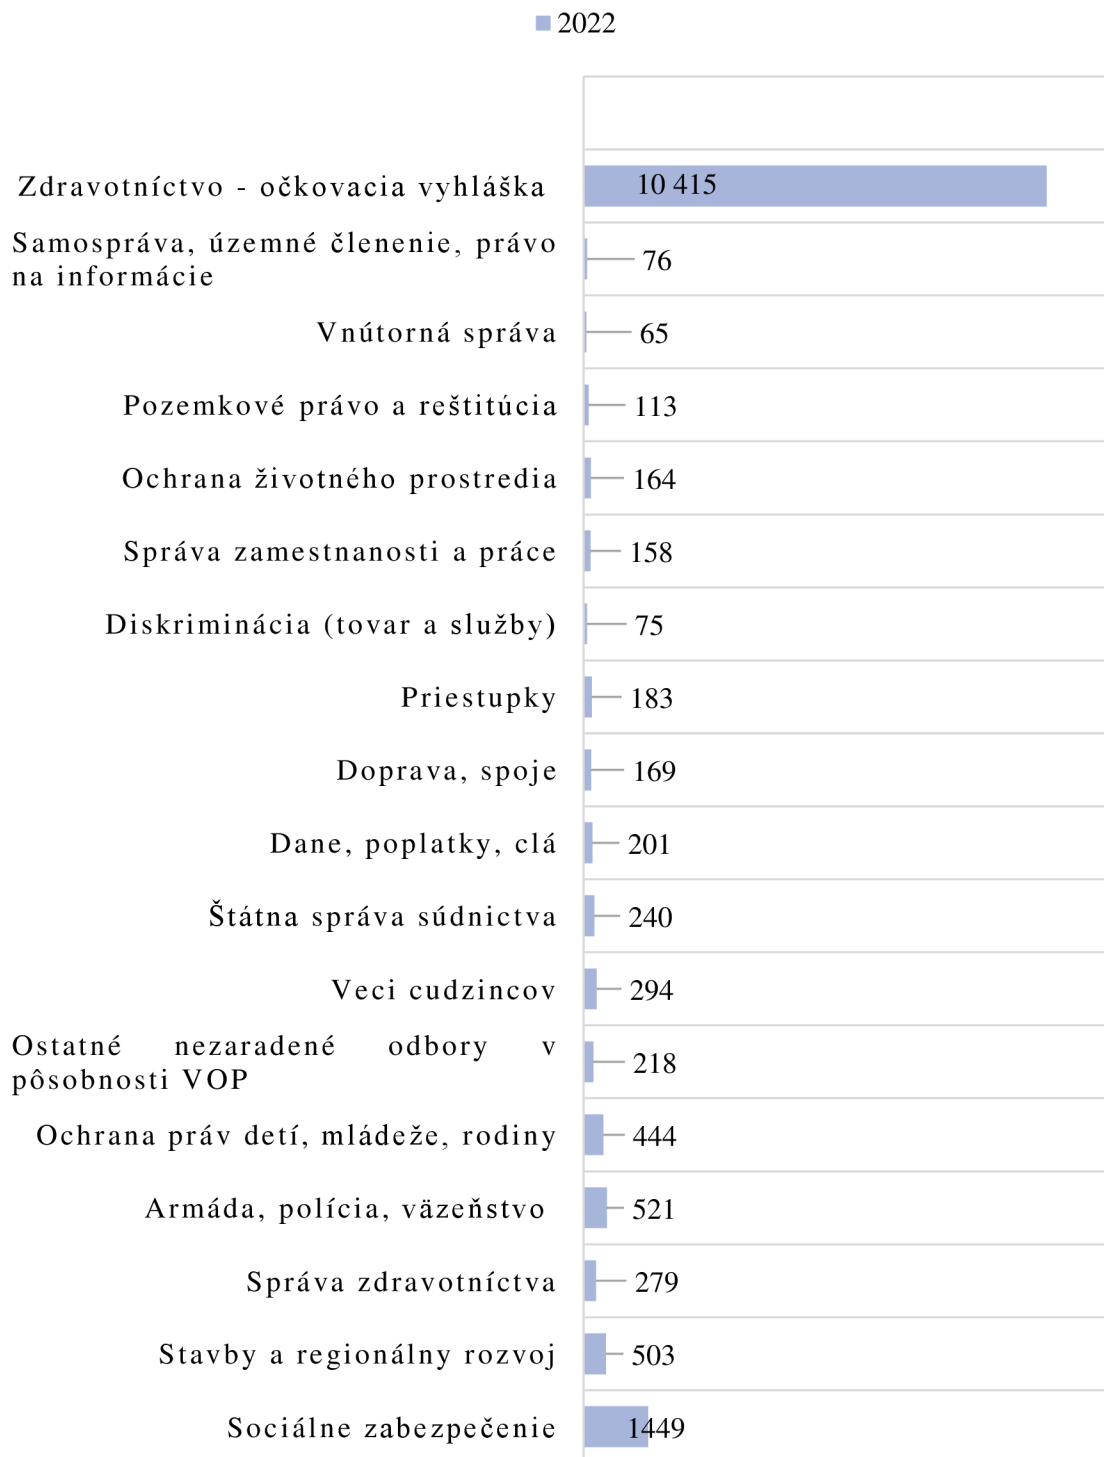 2022
Zdravotníctvo - očkovacia vyhláška
10 415
Samospráva, územné členenie, právo
na informácie
76
Vnútorná správa
65
Pozemkové právo a reštitúcia
113
Ochrana životného prostredia
164
Správa zamestnanosti a práce
158
Diskriminácia (tovar a služby)
75
Priestupky
183
Doprava, spoje
169
Dane, poplatky, clá
201
Štátna správa súdnictva
240
Veci cudzincov
294
Ostatné nezaradené odbory v
pôsobnosti VOP
218
Ochrana práv detí, mládeže, rodiny
444
Armáda, polícia, väzeňstvo
521
Správa zdravotníctva
279
Stavby a regionálny rozvoj
503
Sociálne zabezpečenie
1449